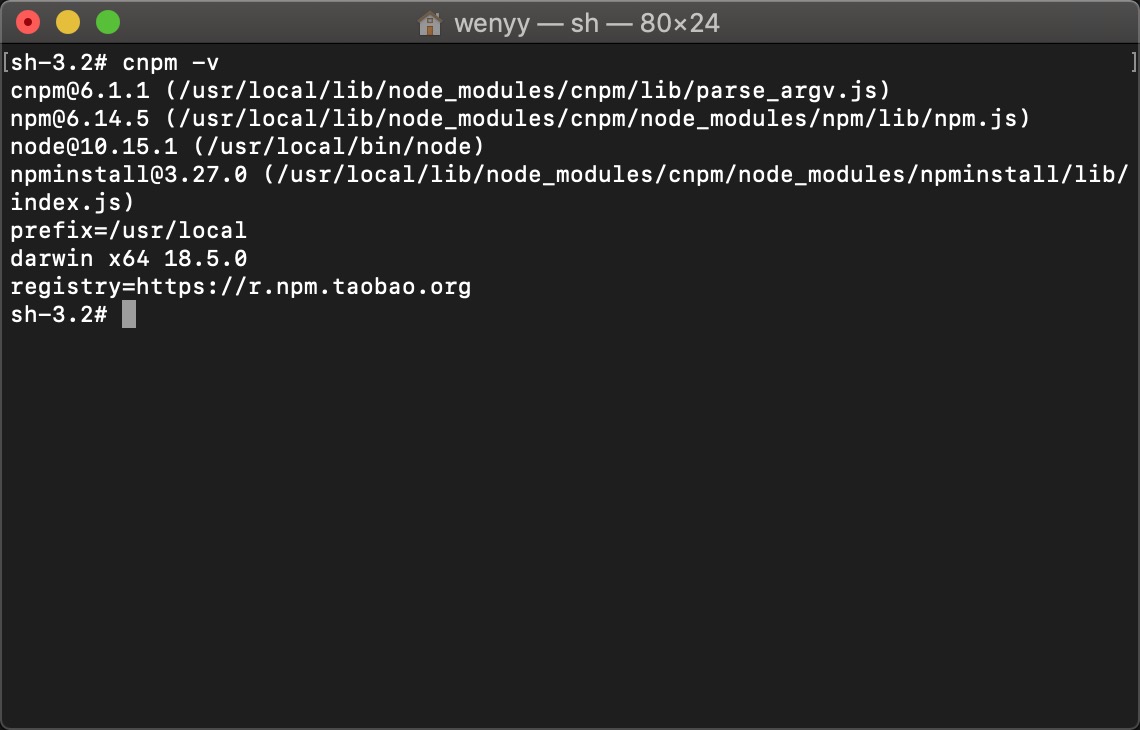 wenyy — sh — 80×24
[sh-3.2# cnpm -v ]
cnpm@6.1.1 (/usr/local/lib/node_modules/cnpm/lib/parse_argv.js)
npm@6.14.5 (/usr/local/lib/node_modules/cnpm/node_modules/npm/lib/npm.js)
node@10.15.1 (/usr/local/bin/node)
npminstall@3.27.0 (/usr/local/lib/node_modules/cnpm/node_modules/npminstall/lib/
index.js)
prefix=/usr/local
darwin x64 18.5.0
registry=https://r.npm.taobao.org
sh-3.2#